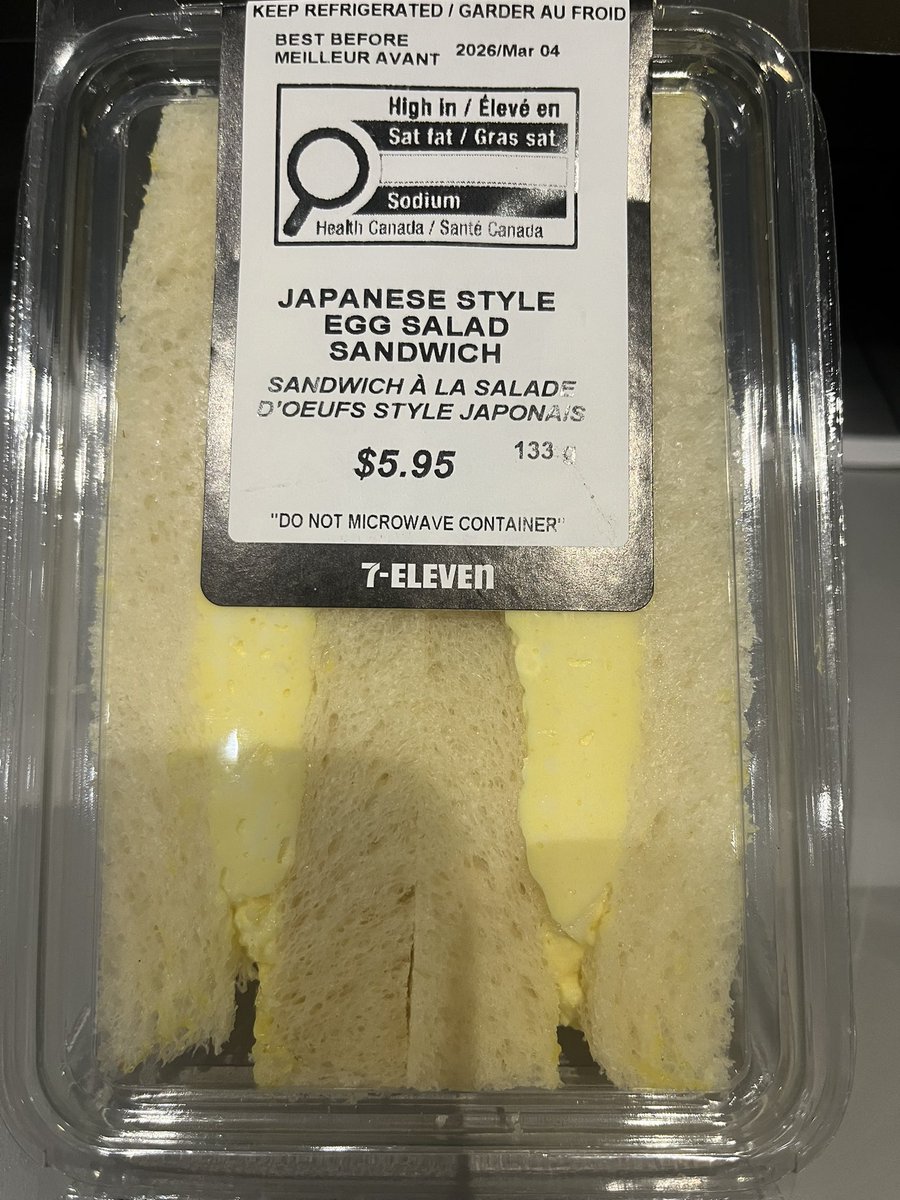 KEEP REFRIGERATED / GARDER AU FROID
BEST BEFORE
MEILLEUR AVANT 2026/Mar 04
High in / Élevé en
Sat fat / Gras sat.
Sodium
Health Canada / Santé Canada
JAPANESE STYLE
EGG SALAD
SANDWICH
SANDWICH À LA SALADE
D'OEUFS STYLE JAPONAIS
$5.95 133 g
"DO NOT MICROWAVE CONTAINER"
7-ELEVEn